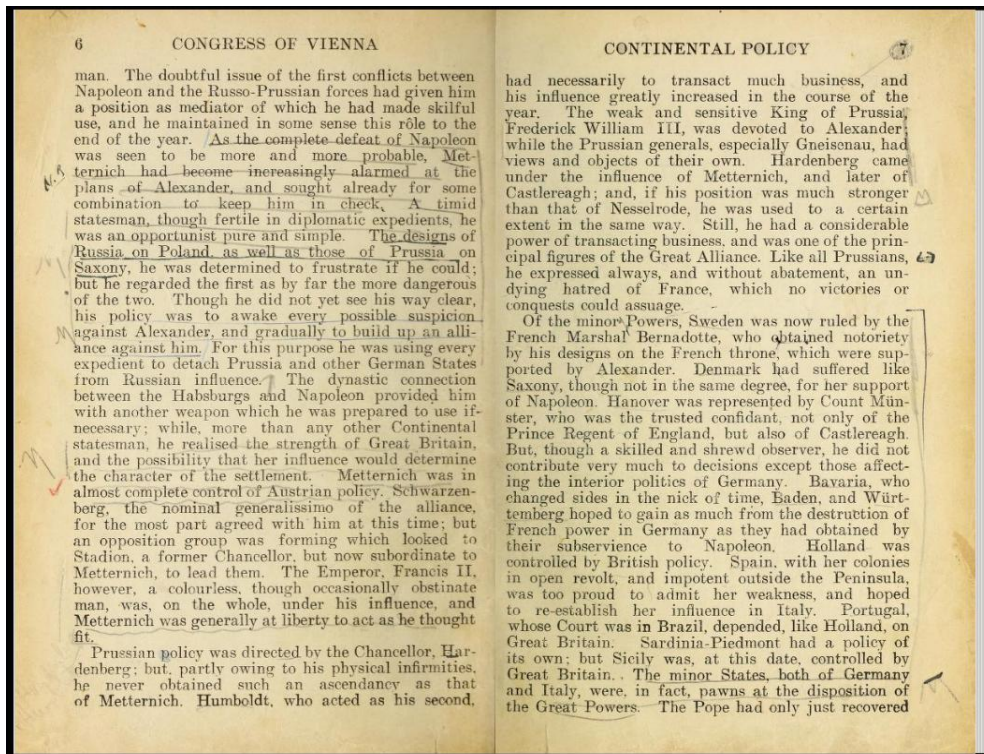 6 CONGRESS OF VIENNA
man. The doubtful issue of the first conflicts between
Napoleon and the Russo-Prussian forces had given him
a position as mediator of which he had made skilful
use, and he maintained in some sense this rôle to the
end of the year. As the complete defeat of Napoleon
was seen to be more and more probable, Met-
ternich had become increasingly alarmed at the
plans of Alexander, and sought already for some
combination to keep him in check. A timid
statesman, though fertile in diplomatic expedients, he
was an opportunist pure and simple. The designs of
Russia on Poland, as well as those of Prussia on
Saxony, he was determined to frustrate if he could;
but he regarded the first as by far the more dangerous
of the two. Though he did not yet see his way clear,
his policy was to awake every possible suspicion
against Alexander, and gradually to build up an alli-
ance against him. For this purpose he was using every
expedient to detach Prussia and other German States
from Russian influence. The dynastic connection
between the Habsburgs and Napoleon provided him
with another weapon which he was prepared to use if
necessary; while, more than any other Continental
statesman, he realised the strength of Great Britain,
and the possibility that her influence would determine
the character of the settlement. Metternich was in
almost complete control of Austrian policy. Schwarzen-
berg, the nominal generalissimo of the alliance,
for the most part agreed with him at this time; but
an opposition group was forming which looked to
Stadion, a former Chancellor, but now subordinate to
Metternich, to lead them. The Emperor, Francis II,
however, a colourless, though occasionally obstinate
man, was, on the whole, under his influence, and
Metternich was generally at liberty to act as he thought
fit.
Prussian policy was directed by the Chancellor, Har-
denberg; but, partly owing to his physical infirmities,
he never obtained such an ascendancy as that
of Metternich. Humboldt, who acted as his second,
CONTINENTAL POLICY 7
had necessarily to transact much business, and
his influence greatly increased in the course of the
year. The weak and sensitive King of Prussia,
Frederick William III, was devoted to Alexander;
while the Prussian generals, especially Gneisenau, had
views and objects of their own. Hardenberg came
under the influence of Metternich, and later of
Castlereagh; and, if his position was much stronger
than that of Nesselrode, he was used to a certain
extent in the same way. Still, he had a considerable
power of transacting business, and was one of the prin-
cipal figures of the Great Alliance. Like all Prussians,
he expressed always, and without abatement, an un-
dying hatred of France, which no victories or
conquests could assuage.
Of the minor Powers, Sweden was now ruled by the
French Marshal Bernadotte, who obtained notoriety
by his designs on the French throne, which were sup-
ported by Alexander. Denmark had suffered like
Saxony, though not in the same degree, for her support
of Napoleon. Hanover was represented by Count Mün-
ster, who was the trusted confidant, not only of the
Prince Regent of England, but also of Castlereagh.
But, though a skilled and shrewd observer, he did not
contribute very much to decisions except those affect-
ing the interior politics of Germany. Bavaria, who
changed sides in the nick of time, Baden, and Würt-
temberg hoped to gain as much from the destruction of
French power in Germany as they had obtained by
their subservience to Napoleon. Holland was
controlled by British policy. Spain, with her colonies
in open revolt, and impotent outside the Peninsula,
was too proud to admit her weakness, and hoped
to re-establish her influence in Italy. Portugal,
whose Court was in Brazil, depended, like Holland, on
Great Britain. Sardinia-Piedmont had a policy of
its own; but Sicily was, at this date, controlled by
Great Britain. The minor States, both of Germany
and Italy, were, in fact, pawns at the disposition of
the Great Powers. The Pope had only just recovered